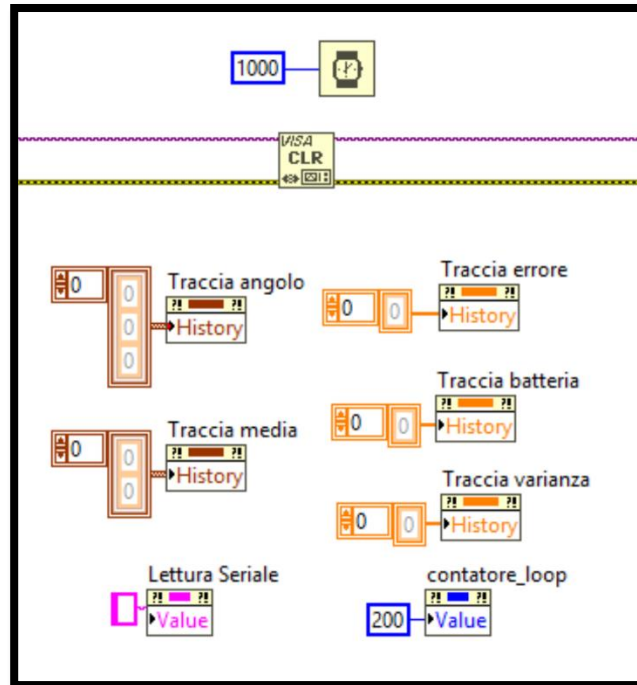 1000
VISA
CLR
Traccia angolo
0
0
0
0
?! ?!
History
Traccia errore
0
0
?! ?!
History
Traccia batteria
0
0
?! ?!
History
Traccia media
0
0
0
?! ?!
History
Traccia varianza
0
0
?! ?!
History
Lettura Seriale
?! ?!
Value
contatore_loop
200
?! ?!
Value